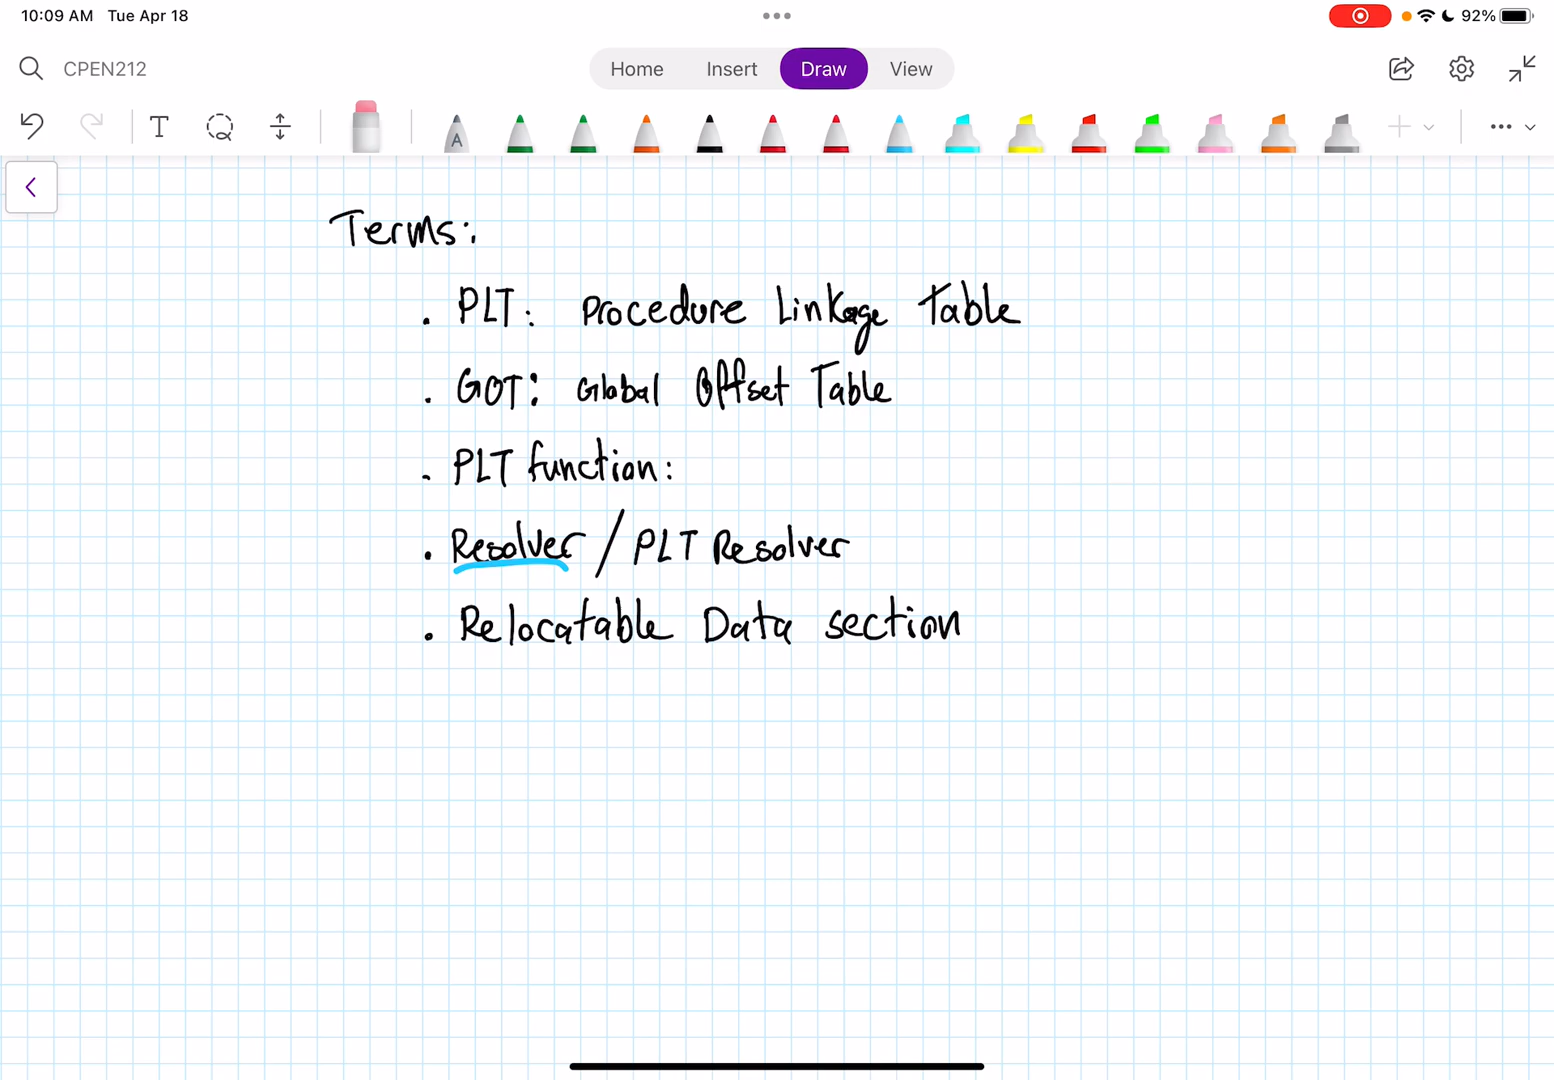 10:09 AM Tue Apr 18
92%
CPEN212
Home Insert Draw View
T
A
Terms:
. PLT: Procedure Linkage Table
. GOT: Global Offset Table
. PLT function:
. Resolver / PLT Resolver
. Relocatable Data section